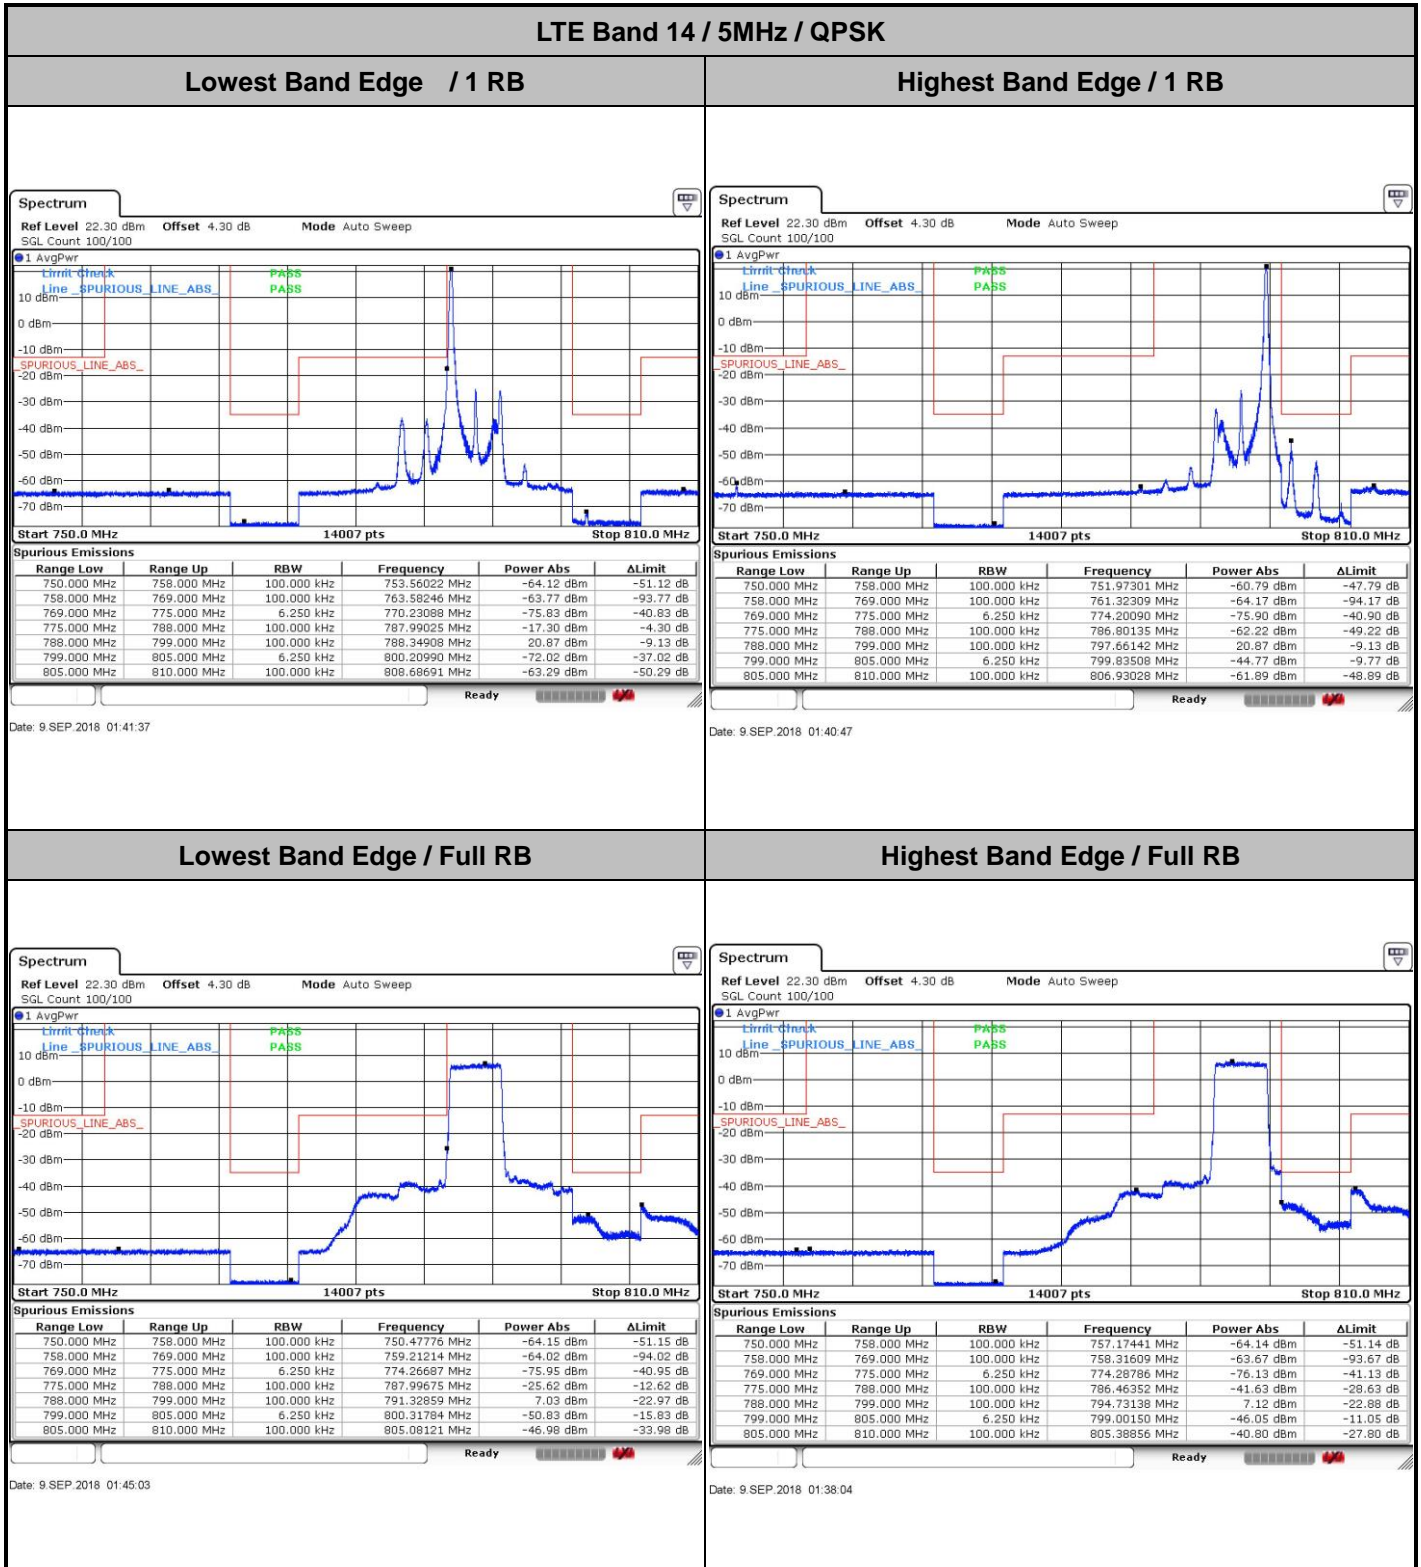 LTE Band 14 / 5MHz / QPSK
Lowest Band Edge / 1 RB
Highest Band Edge / 1 RB
Spectrum
Ref Level 22.30 dBm Offset 4.30 dB Mode Auto Sweep
SGL Count 100/100
1 AvgPwr
Limit Check PASS
Line _SPURIOUS_LINE_ABS_ PASS
10 dBm
0 dBm
-10 dBm
_SPURIOUS_LINE_ABS_
-20 dBm
-30 dBm
-40 dBm
-50 dBm
-60 dBm
-70 dBm
Start 750.0 MHz 14007 pts Stop 810.0 MHz
Spurious Emissions
Range Low Range Up RBW Frequency Power Abs ΔLimit
750.000 MHz 758.000 MHz 100.000 kHz 753.56022 MHz -64.12 dBm -51.12 dB
758.000 MHz 769.000 MHz 100.000 kHz 763.58246 MHz -63.77 dBm -93.77 dB
769.000 MHz 775.000 MHz 6.250 kHz 770.23088 MHz -75.83 dBm -40.83 dB
775.000 MHz 788.000 MHz 100.000 kHz 787.99025 MHz -17.30 dBm -4.30 dB
788.000 MHz 799.000 MHz 100.000 kHz 788.34908 MHz 20.87 dBm -9.13 dB
799.000 MHz 805.000 MHz 6.250 kHz 800.20990 MHz -72.02 dBm -37.02 dB
805.000 MHz 810.000 MHz 100.000 kHz 808.68691 MHz -63.29 dBm -50.29 dB
Ready
Date: 9.SEP.2018 01:41:37
Spectrum
Ref Level 22.30 dBm Offset 4.30 dB Mode Auto Sweep
SGL Count 100/100
1 AvgPwr
Limit Check PASS
Line _SPURIOUS_LINE_ABS_ PASS
10 dBm
0 dBm
-10 dBm
_SPURIOUS_LINE_ABS_
-20 dBm
-30 dBm
-40 dBm
-50 dBm
-60 dBm
-70 dBm
Start 750.0 MHz 14007 pts Stop 810.0 MHz
Spurious Emissions
Range Low Range Up RBW Frequency Power Abs ΔLimit
750.000 MHz 758.000 MHz 100.000 kHz 751.97301 MHz -60.79 dBm -47.79 dB
758.000 MHz 769.000 MHz 100.000 kHz 761.32309 MHz -64.17 dBm -94.17 dB
769.000 MHz 775.000 MHz 6.250 kHz 774.20090 MHz -75.90 dBm -40.90 dB
775.000 MHz 788.000 MHz 100.000 kHz 786.80135 MHz -62.22 dBm -49.22 dB
788.000 MHz 799.000 MHz 100.000 kHz 797.66142 MHz 20.87 dBm -9.13 dB
799.000 MHz 805.000 MHz 6.250 kHz 799.83508 MHz -44.77 dBm -9.77 dB
805.000 MHz 810.000 MHz 100.000 kHz 806.93028 MHz -61.89 dBm -48.89 dB
Ready
Date: 9.SEP.2018 01:40:47
Lowest Band Edge / Full RB
Highest Band Edge / Full RB
Spectrum
Ref Level 22.30 dBm Offset 4.30 dB Mode Auto Sweep
SGL Count 100/100
1 AvgPwr
Limit Check PASS
Line _SPURIOUS_LINE_ABS_ PASS
10 dBm
0 dBm
-10 dBm
_SPURIOUS_LINE_ABS_
-20 dBm
-30 dBm
-40 dBm
-50 dBm
-60 dBm
-70 dBm
Start 750.0 MHz 14007 pts Stop 810.0 MHz
Spurious Emissions
Range Low Range Up RBW Frequency Power Abs ΔLimit
750.000 MHz 758.000 MHz 100.000 kHz 750.47776 MHz -64.15 dBm -51.15 dB
758.000 MHz 769.000 MHz 100.000 kHz 759.21214 MHz -64.02 dBm -94.02 dB
769.000 MHz 775.000 MHz 6.250 kHz 774.26687 MHz -75.95 dBm -40.95 dB
775.000 MHz 788.000 MHz 100.000 kHz 787.99675 MHz -25.62 dBm -12.62 dB
788.000 MHz 799.000 MHz 100.000 kHz 791.32859 MHz 7.03 dBm -22.97 dB
799.000 MHz 805.000 MHz 6.250 kHz 800.31784 MHz -50.83 dBm -15.83 dB
805.000 MHz 810.000 MHz 100.000 kHz 805.08121 MHz -46.98 dBm -33.98 dB
Ready
Date: 9.SEP.2018 01:45:03
Spectrum
Ref Level 22.30 dBm Offset 4.30 dB Mode Auto Sweep
SGL Count 100/100
1 AvgPwr
Limit Check PASS
Line _SPURIOUS_LINE_ABS_ PASS
10 dBm
0 dBm
-10 dBm
_SPURIOUS_LINE_ABS_
-20 dBm
-30 dBm
-40 dBm
-50 dBm
-60 dBm
-70 dBm
Start 750.0 MHz 14007 pts Stop 810.0 MHz
Spurious Emissions
Range Low Range Up RBW Frequency Power Abs ΔLimit
750.000 MHz 758.000 MHz 100.000 kHz 757.17441 MHz -64.14 dBm -51.14 dB
758.000 MHz 769.000 MHz 100.000 kHz 758.31609 MHz -63.67 dBm -93.67 dB
769.000 MHz 775.000 MHz 6.250 kHz 774.28786 MHz -76.13 dBm -41.13 dB
775.000 MHz 788.000 MHz 100.000 kHz 786.46352 MHz -41.63 dBm -28.63 dB
788.000 MHz 799.000 MHz 100.000 kHz 794.73138 MHz 7.12 dBm -22.88 dB
799.000 MHz 805.000 MHz 6.250 kHz 799.00150 MHz -46.05 dBm -11.05 dB
805.000 MHz 810.000 MHz 100.000 kHz 805.38856 MHz -40.80 dBm -27.80 dB
Ready
Date: 9.SEP.2018 01:38:04